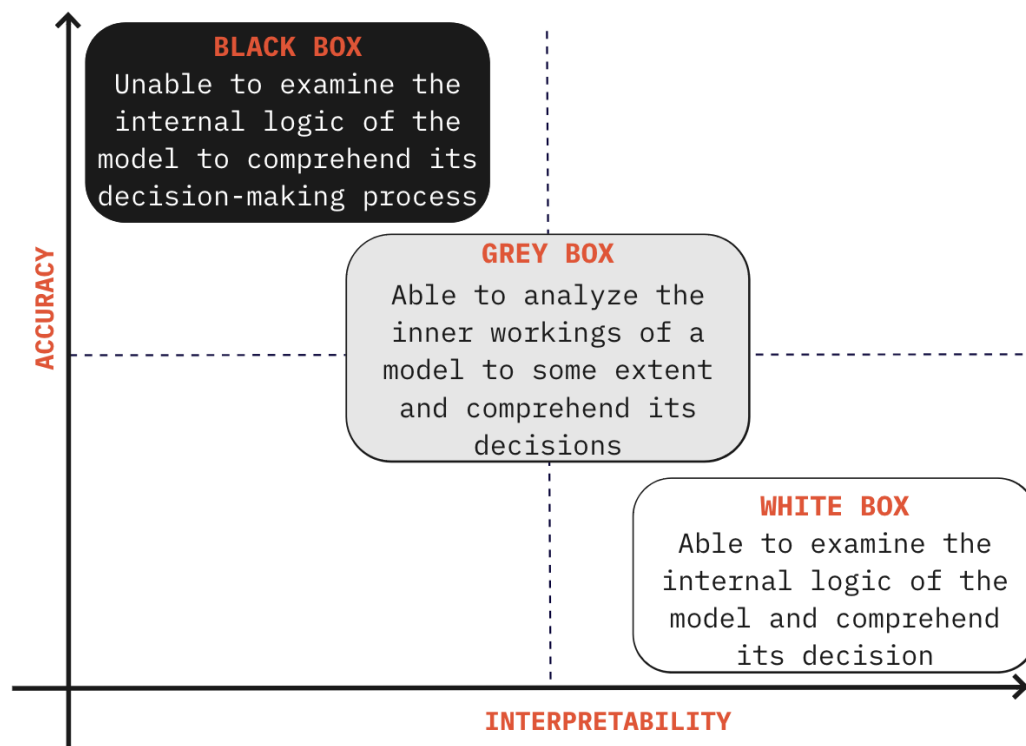 BLACK BOX
Unable to examine the
internal logic of the
model to comprehend its
decision-making process
ACCURACY
GREY BOX
Able to analyze the
inner workings of a
model to some extent
and comprehend its
decisions
WHITE BOX
Able to examine the
internal logic of the
model and comprehend
its decision
INTERPRETABILITY